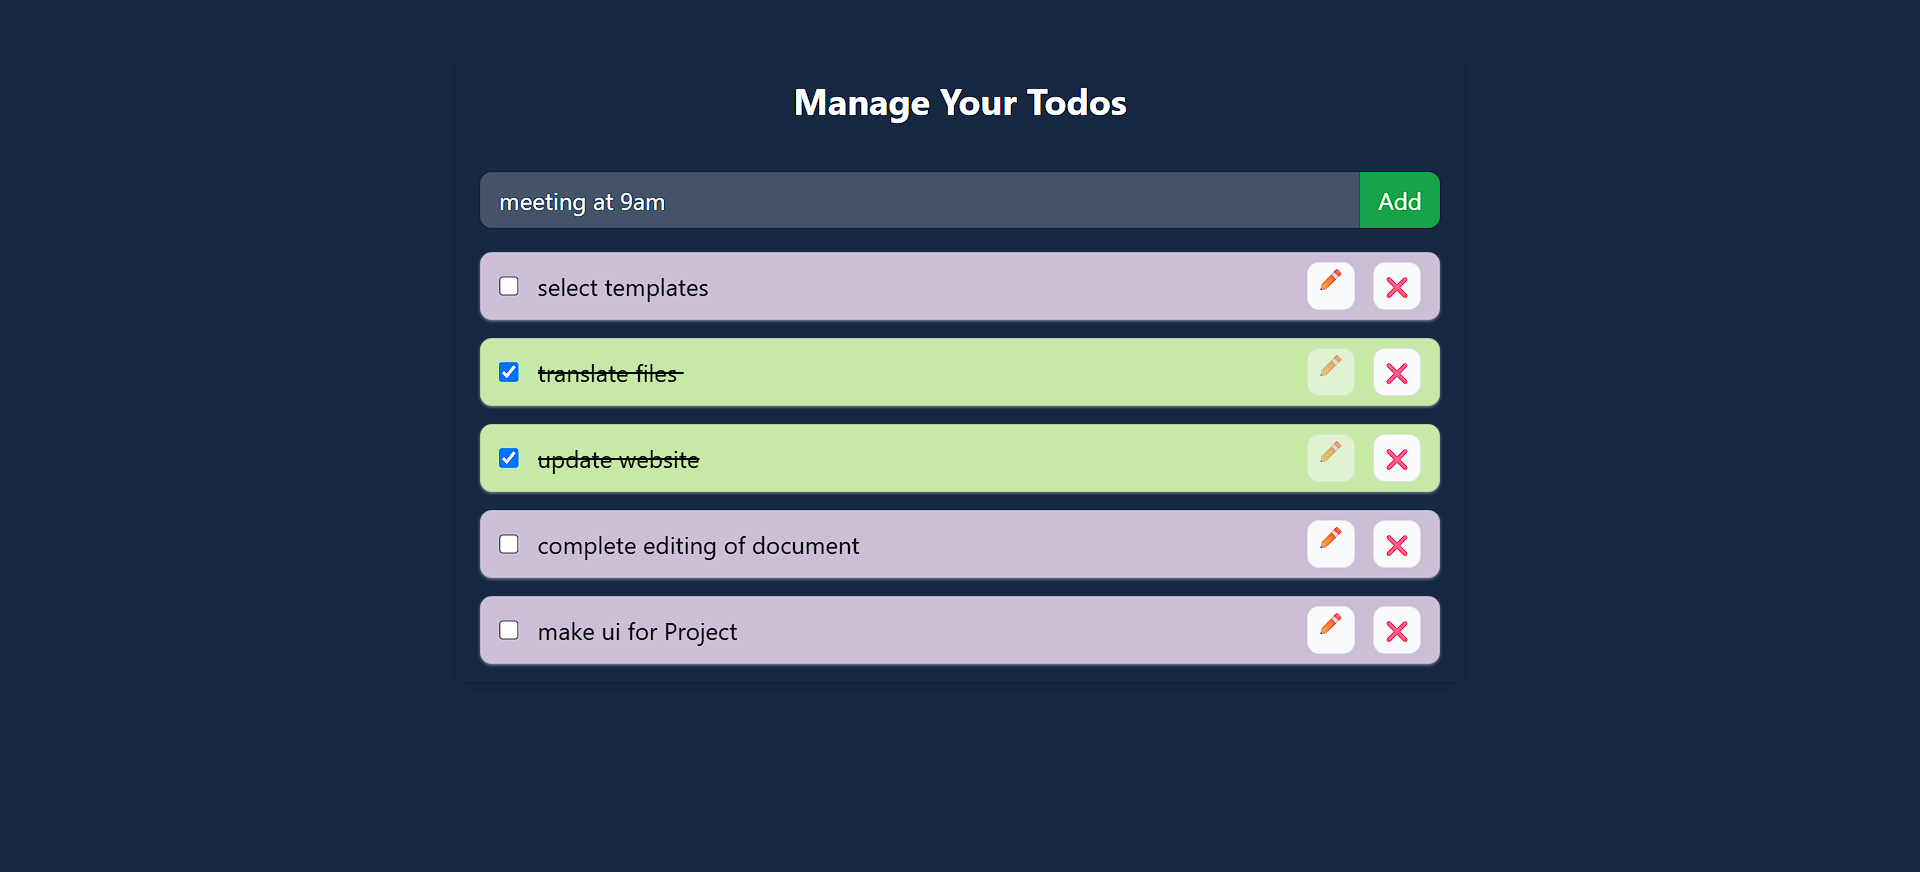 Manage Your Todos
meeting at 9am
Add
select templates
translate files
update website
complete editing of document
make ui for Project